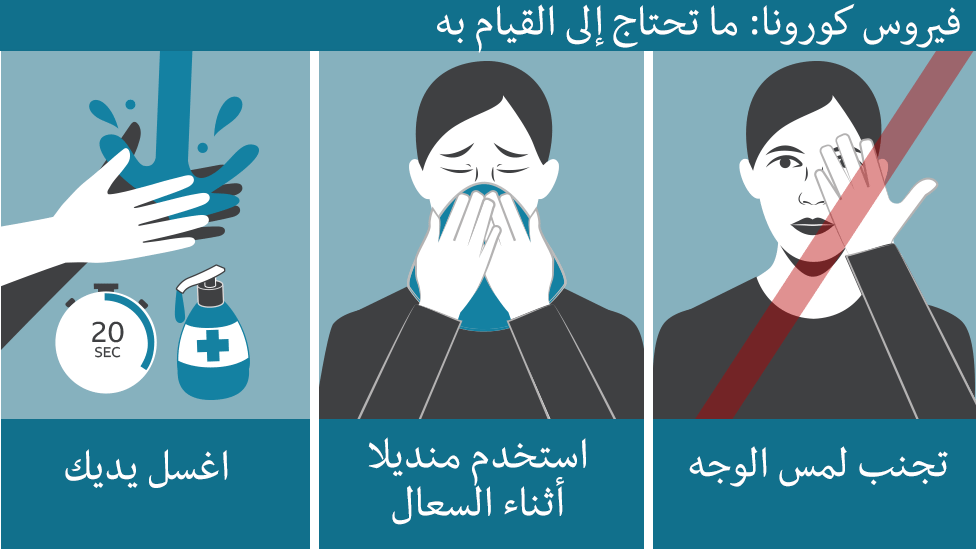 فيروس كورونا: ما تحتاج إلى القيام به
تجنب لمس الوجه
استخدم منديلا
أثناء السعال
اغسل يديك
20
SEC